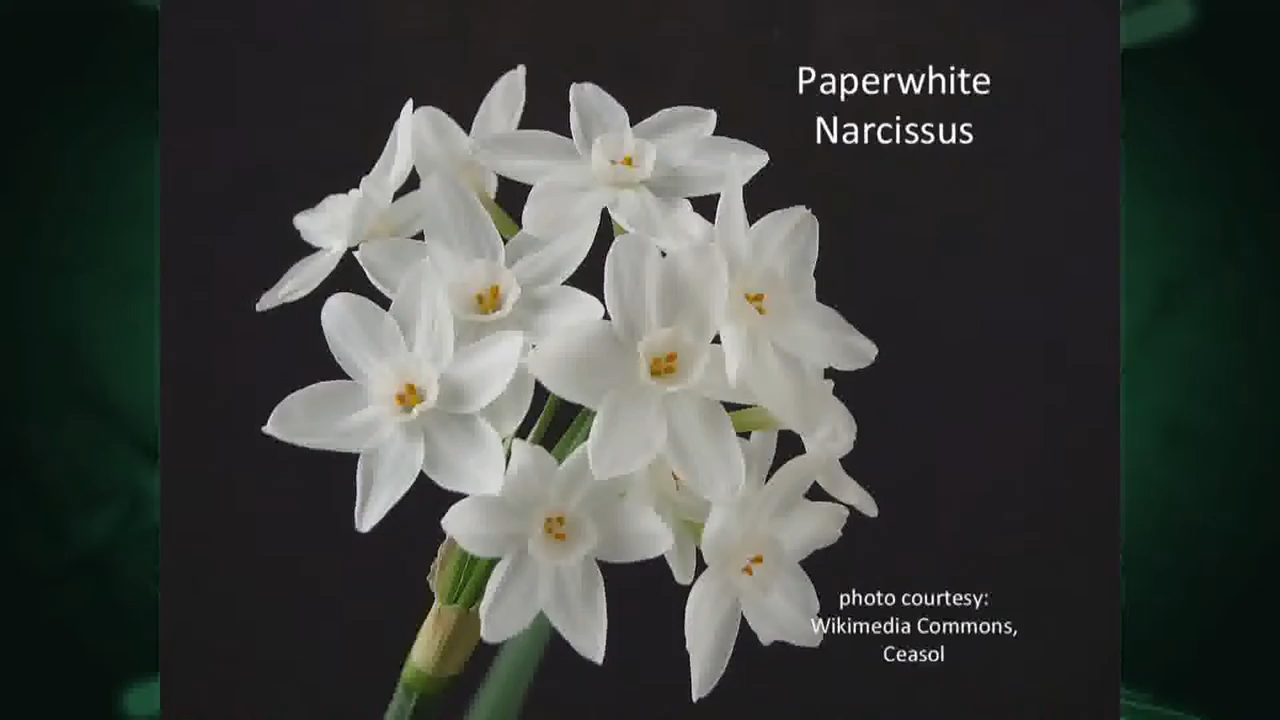 Paperwhite
Narcissus
photo courtesy:
Wikimedia Commons,
Ceasol